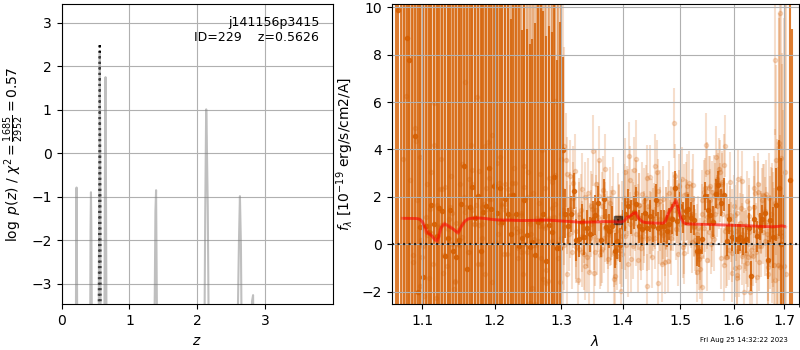 j141156p3415
ID=229 z=0.5626
log p(z) / χ² = 1685/2952 = 0.57
3
2
1
0
−1
−2
−3
0 1 2 3
z
fλ [10⁻¹⁹ erg/s/cm2/A]
10
8
6
4
2
0
−2
1.1 1.2 1.3 1.4 1.5 1.6 1.7
λ
Fri Aug 25 14:32:22 2023